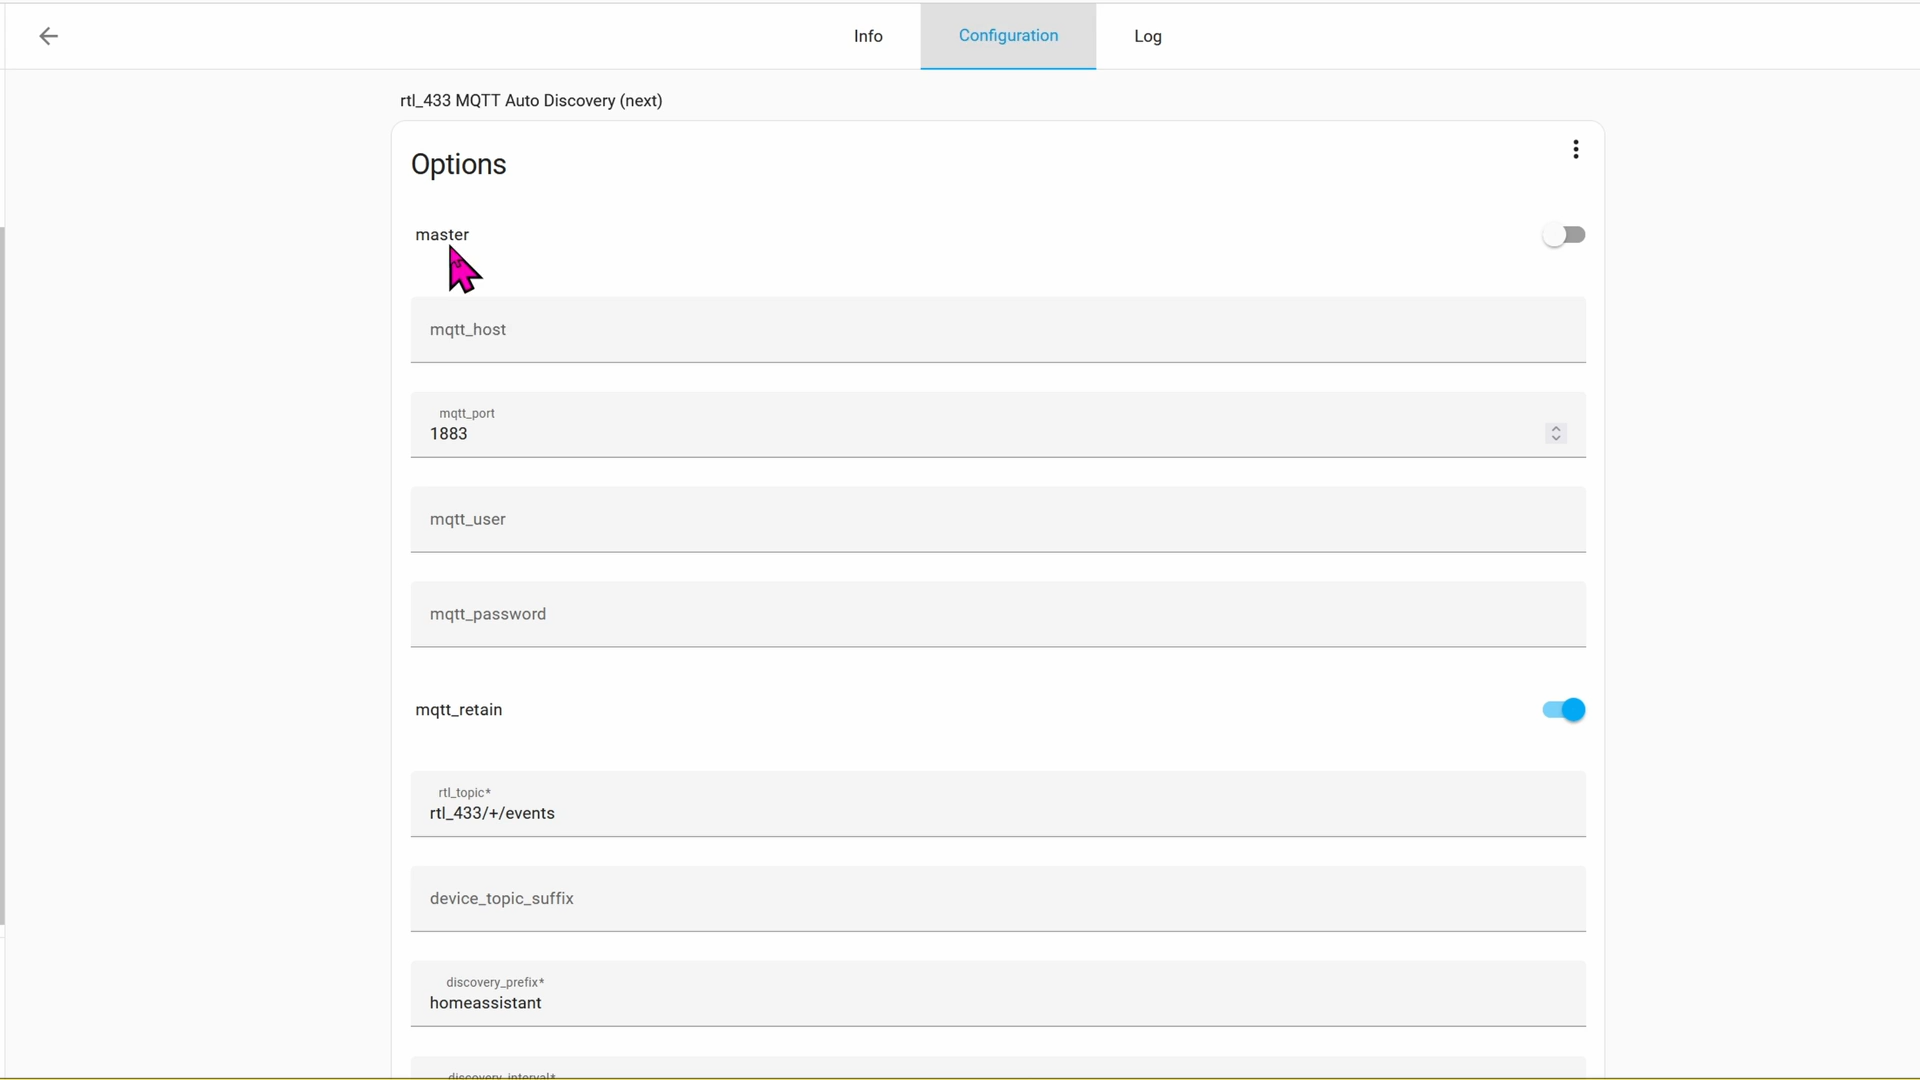 Info
Configuration
Log
rtl_433 MQTT Auto Discovery (next)
Options
master
mqtt_host
mqtt_port
1883
mqtt_user
mqtt_password
mqtt_retain
rtl_topic*
rtl_433/+/events
device_topic_suffix
discovery_prefix*
homeassistant
discovery_interval*